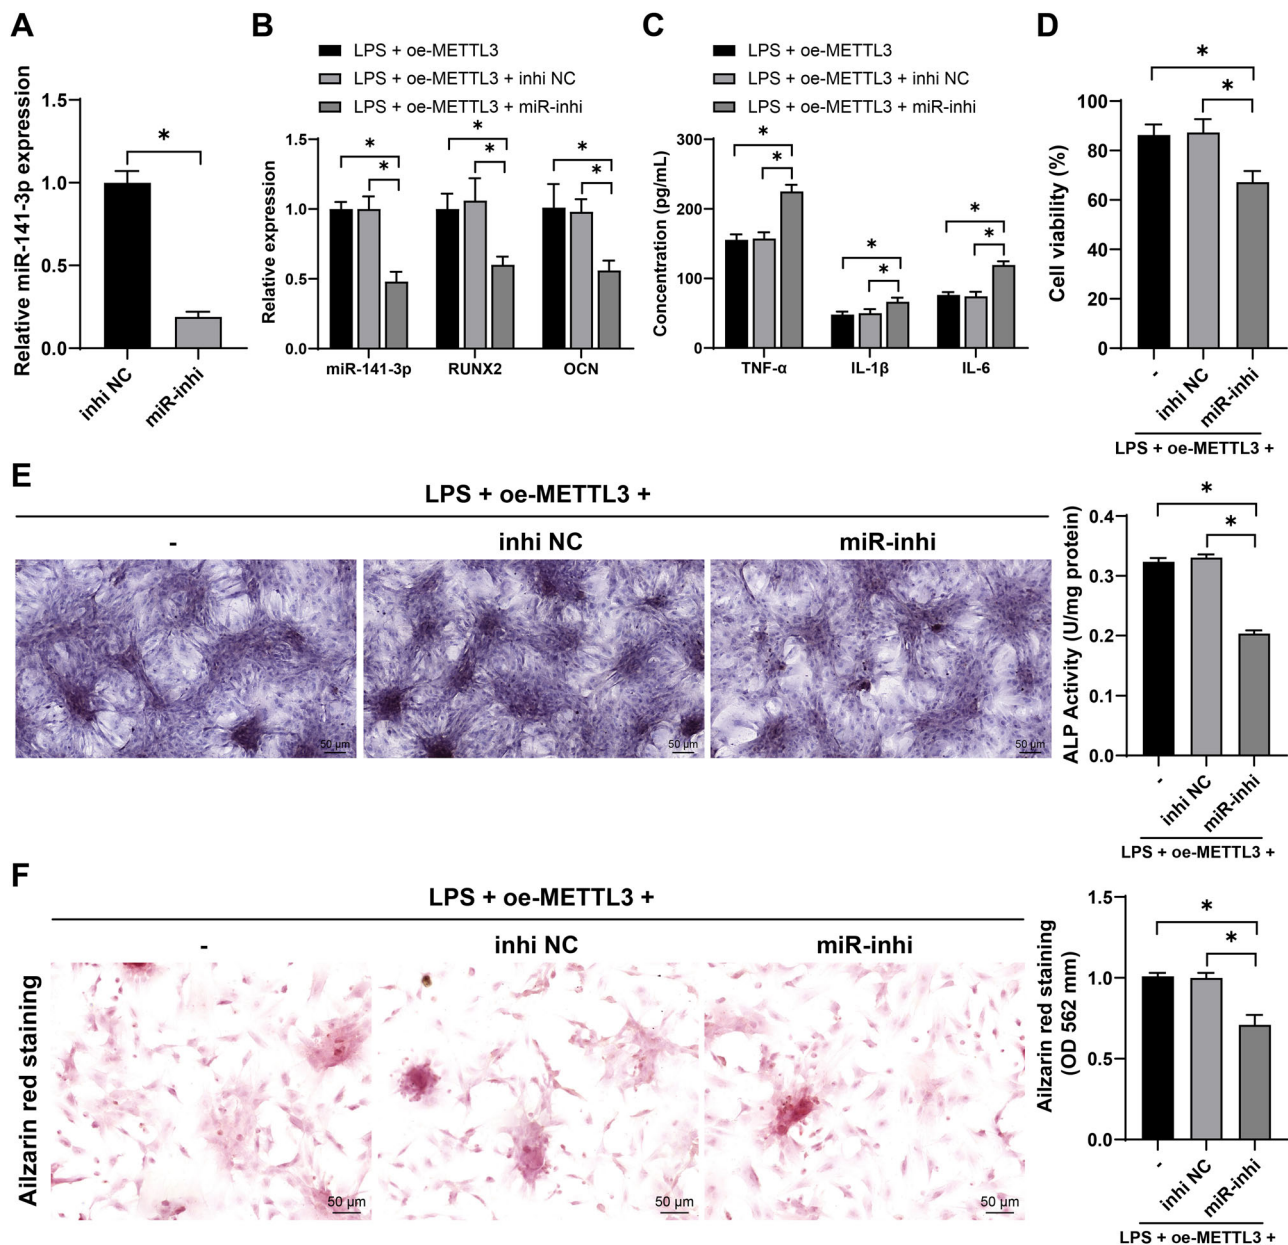 A
Relative miR-141-3p expression
1.5
1.0
0.5
0.0
*
inhi NC
miR-inhi
B
LPS + oe-METTL3
LPS + oe-METTL3 + inhi NC
LPS + oe-METTL3 + miR-inhi
Relative expression
1.5
1.0
0.5
0.0
*
*
*
*
*
*
miR-141-3p
RUNX2
OCN
C
LPS + oe-METTL3
LPS + oe-METTL3 + inhi NC
LPS + oe-METTL3 + miR-inhi
Concentration (pg/mL)
300
200
100
0
*
*
*
*
*
*
TNF-α
IL-1β
IL-6
D
Cell viability (%)
100
80
60
40
20
0
*
*
-
inhi NC
miR-inhi
LPS + oe-METTL3 +
E
LPS + oe-METTL3 +
-
inhi NC
miR-inhi
50 μm
50 μm
50 μm
ALP Activity (U/mg protein)
0.4
0.3
0.2
0.1
0.0
*
*
-
inhi NC
miR-inhi
LPS + oe-METTL3 +
F
LPS + oe-METTL3 +
-
inhi NC
miR-inhi
Ailzarin red staining
50 μm
50 μm
50 μm
Ailzarin red staining
(OD 562 mm)
1.5
1.0
0.5
0.0
*
*
-
inhi NC
miR-inhi
LPS + oe-METTL3 +